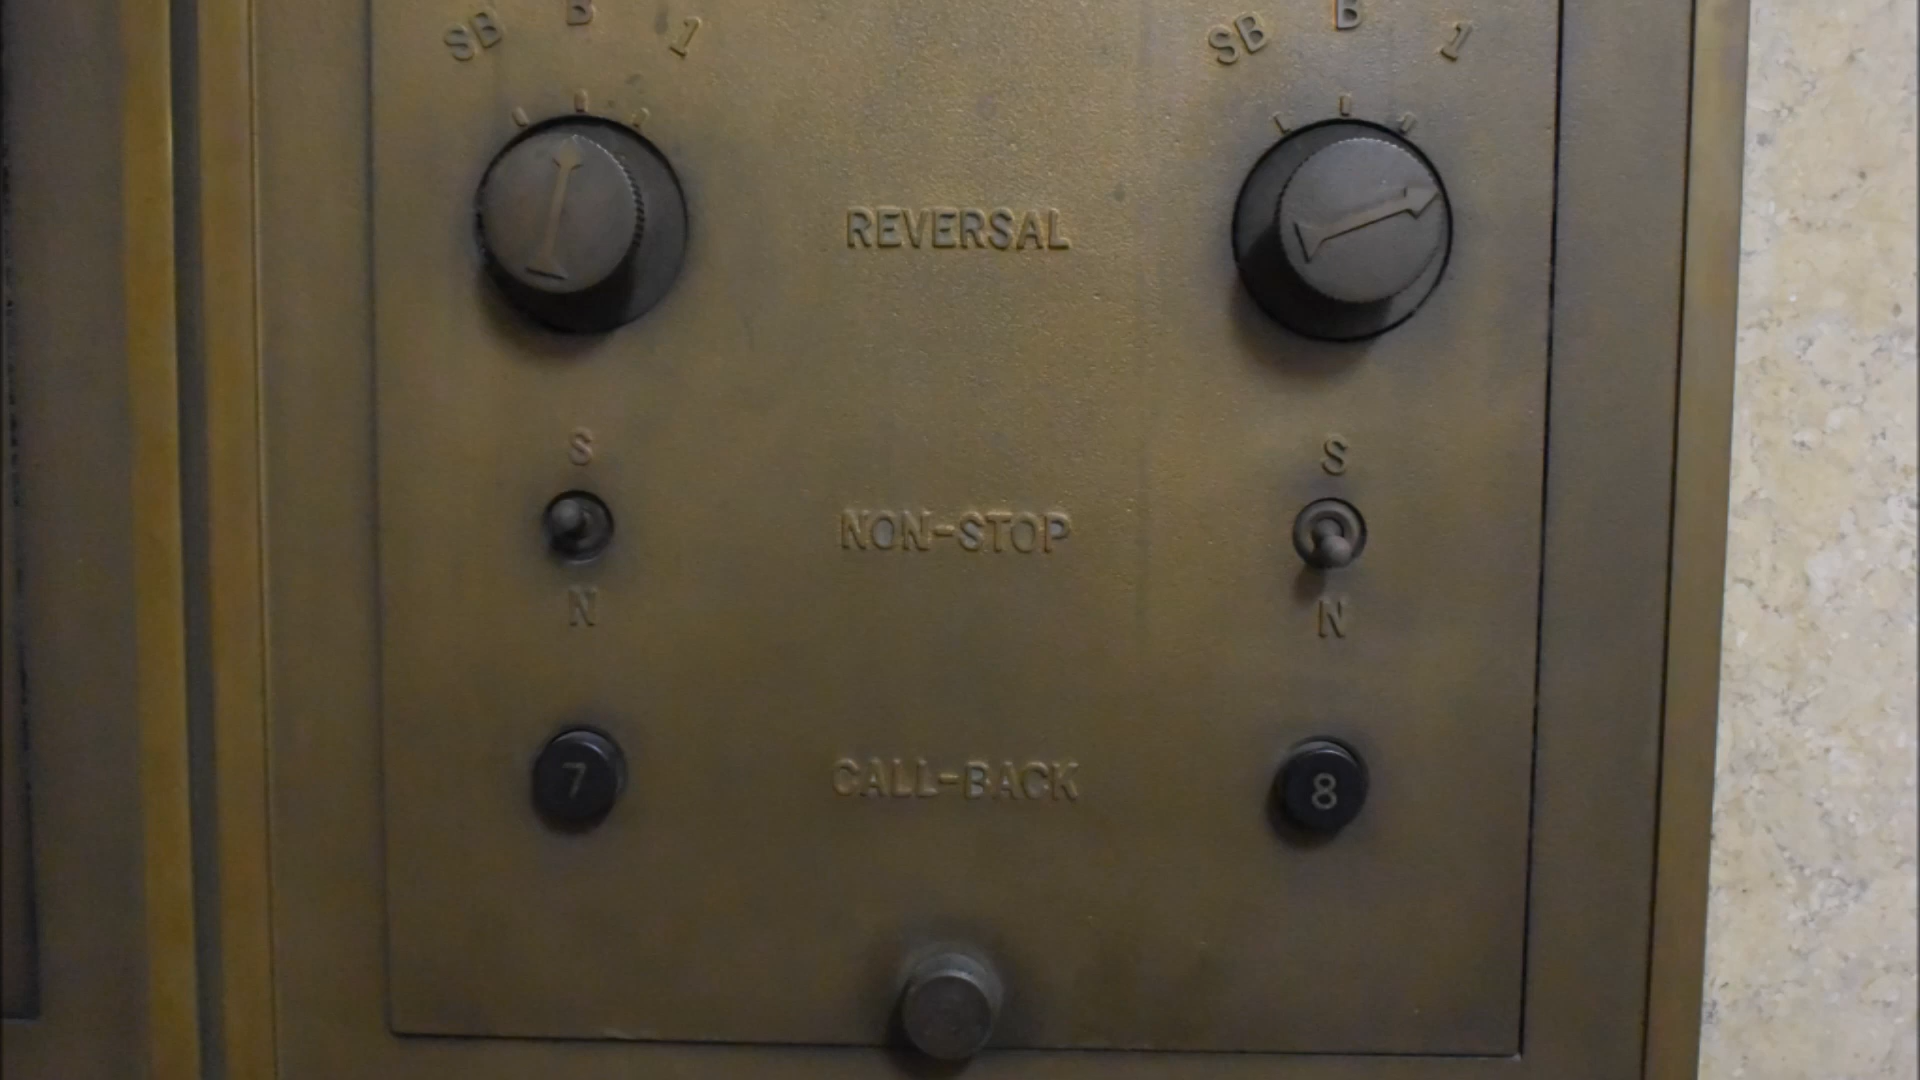 SB B 1 SB B 1
REVERSAL
S S
NON-STOP
N N
7 CALL-BACK 8